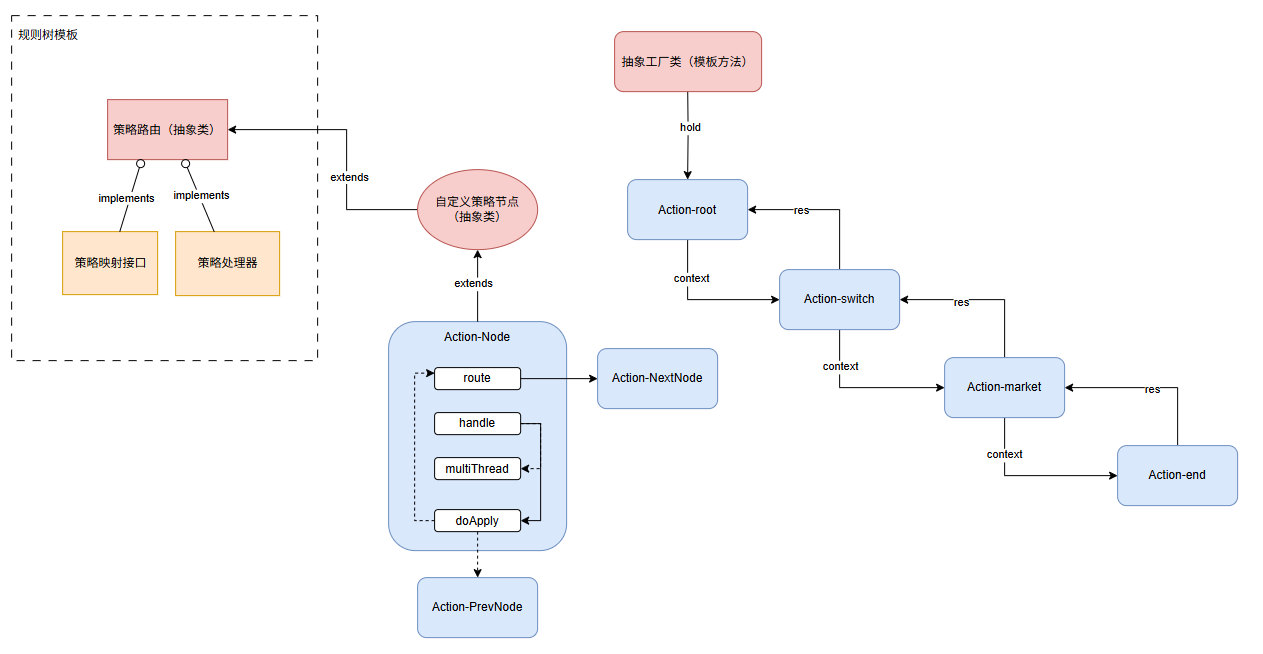 规则树模板
策略路由（抽象类）
implements
implements
策略映射接口
策略处理器
extends
自定义策略节点
（抽象类）
extends
Action-Node
route
handle
multiThread
doApply
Action-NextNode
Action-PrevNode
抽象工厂类（模板方法）
hold
Action-root
res
context
Action-switch
res
context
Action-market
res
context
Action-end